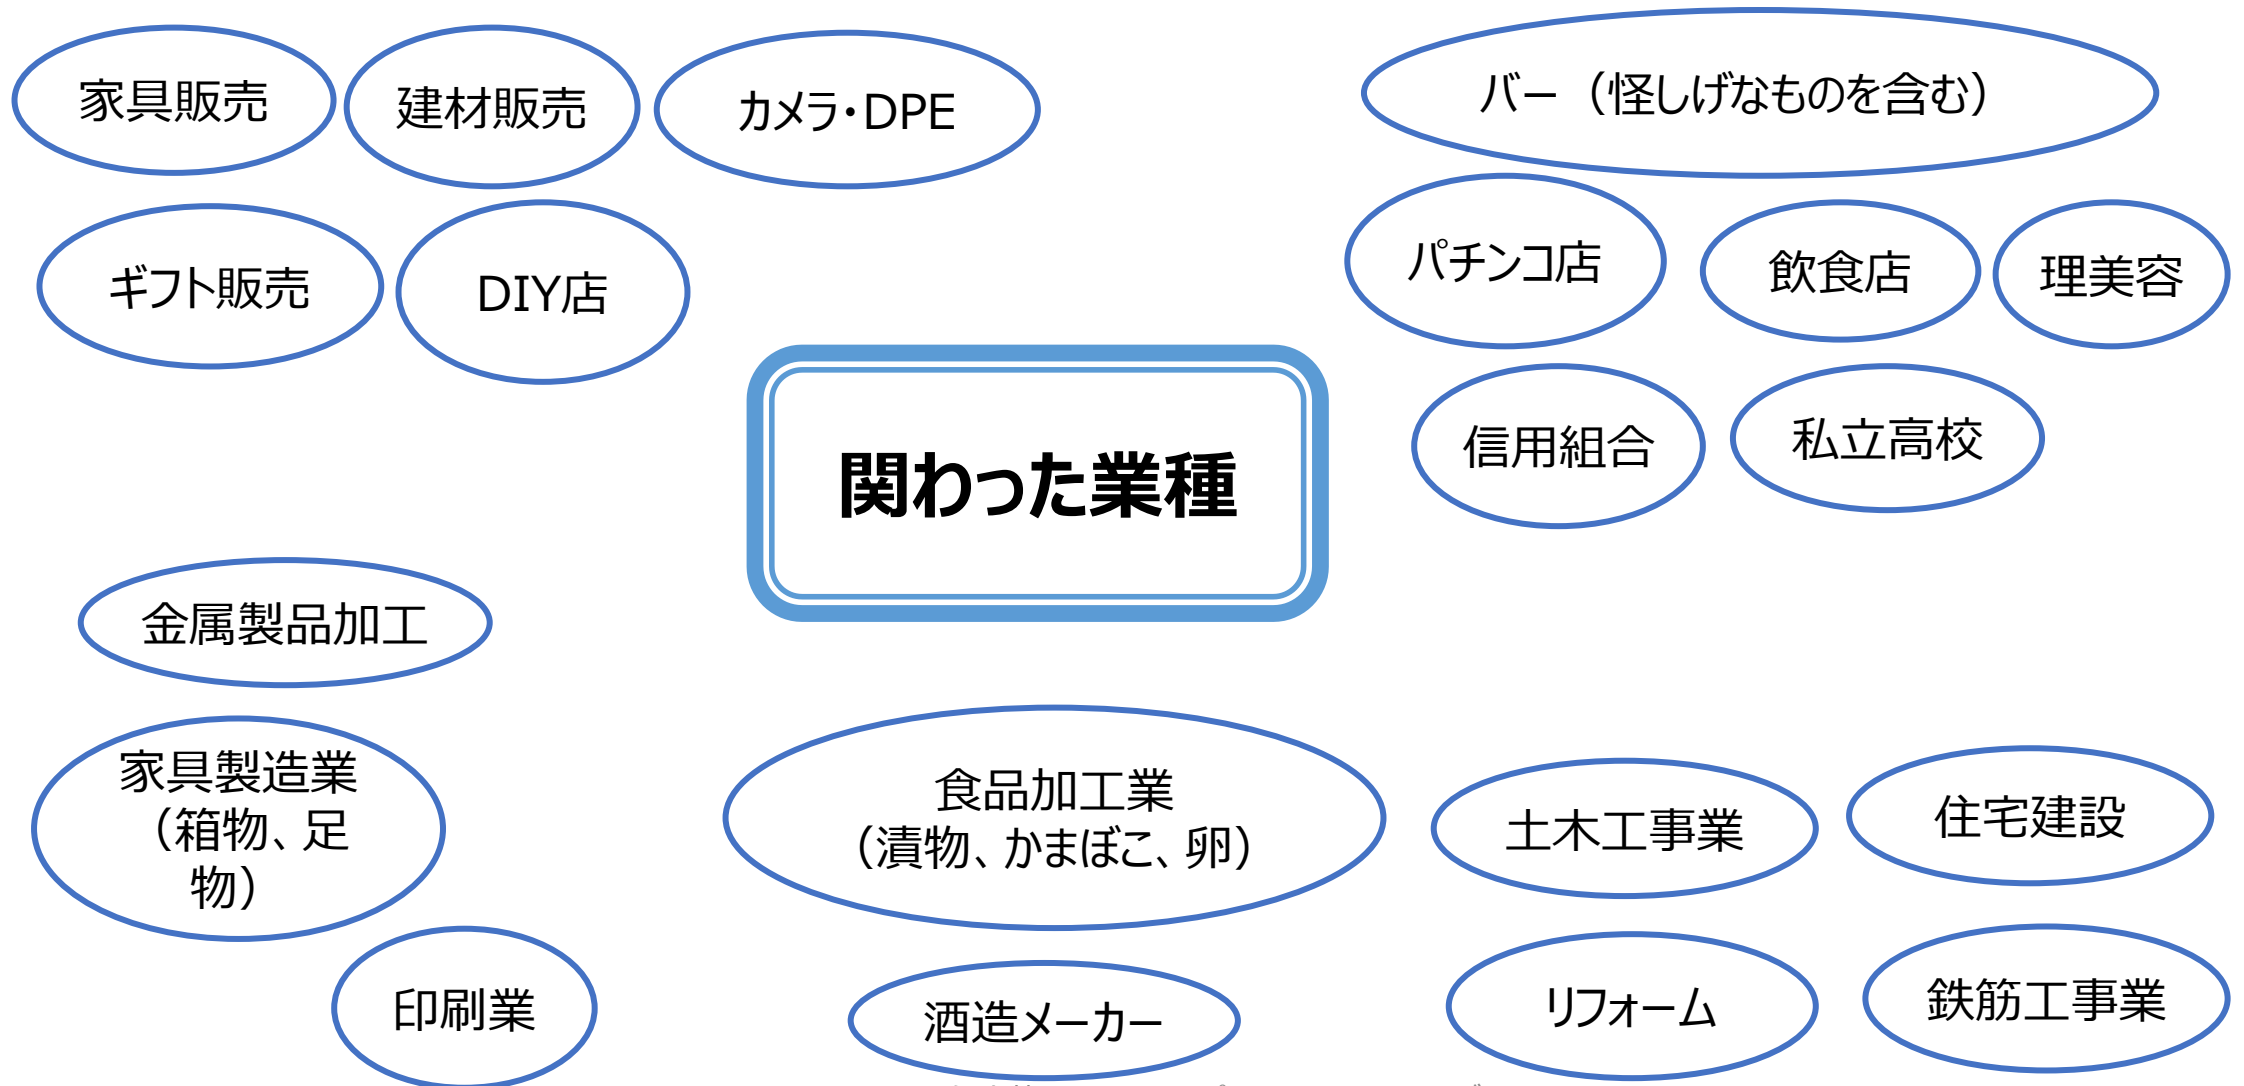 家具販売
建材販売
カメラ・DPE
バー（怪しげなものを含む）
ギフト販売
DIY店
パチンコ店
飲食店
理美容
信用組合
私立高校
関わった業種
金属製品加工
家具製造業
（箱物、足
物）
印刷業
食品加工業
（漬物、かまぼこ、卵）
酒造メーカー
土木工事業
住宅建設
リフォーム
鉄筋工事業